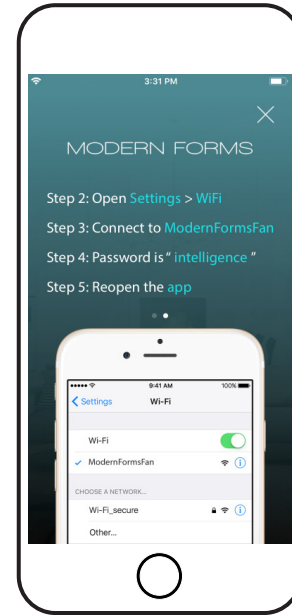 3:31 PM
MODERN FORMS
Step 2: Open Settings > WiFi
Step 3: Connect to ModernFormsFan
Step 4: Password is “ intelligence ”
Step 5: Reopen the app
9:41 AM 100%
Settings Wi-Fi
Wi-Fi
ModernFormsFan
CHOOSE A NETWORK...
Wi-Fi_secure
Other...